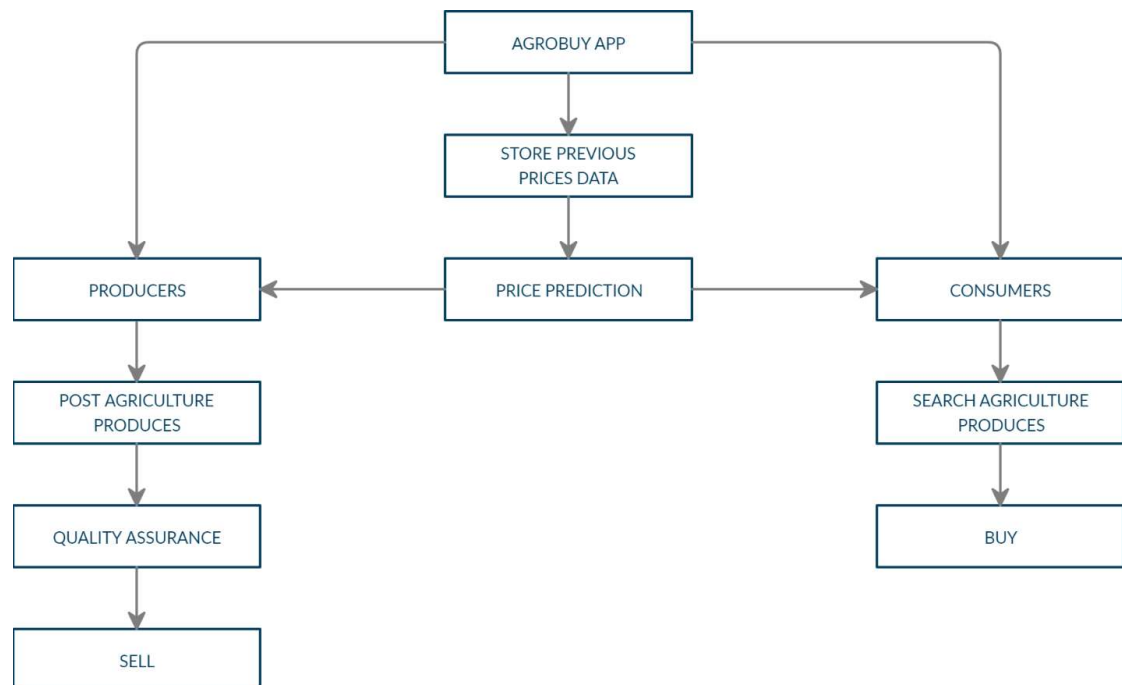 AGROBUY APP
STORE PREVIOUS
PRICES DATA
PRODUCERS
PRICE PREDICTION
CONSUMERS
POST AGRICULTURE
PRODUCES
SEARCH AGRICULTURE
PRODUCES
QUALITY ASSURANCE
BUY
SELL